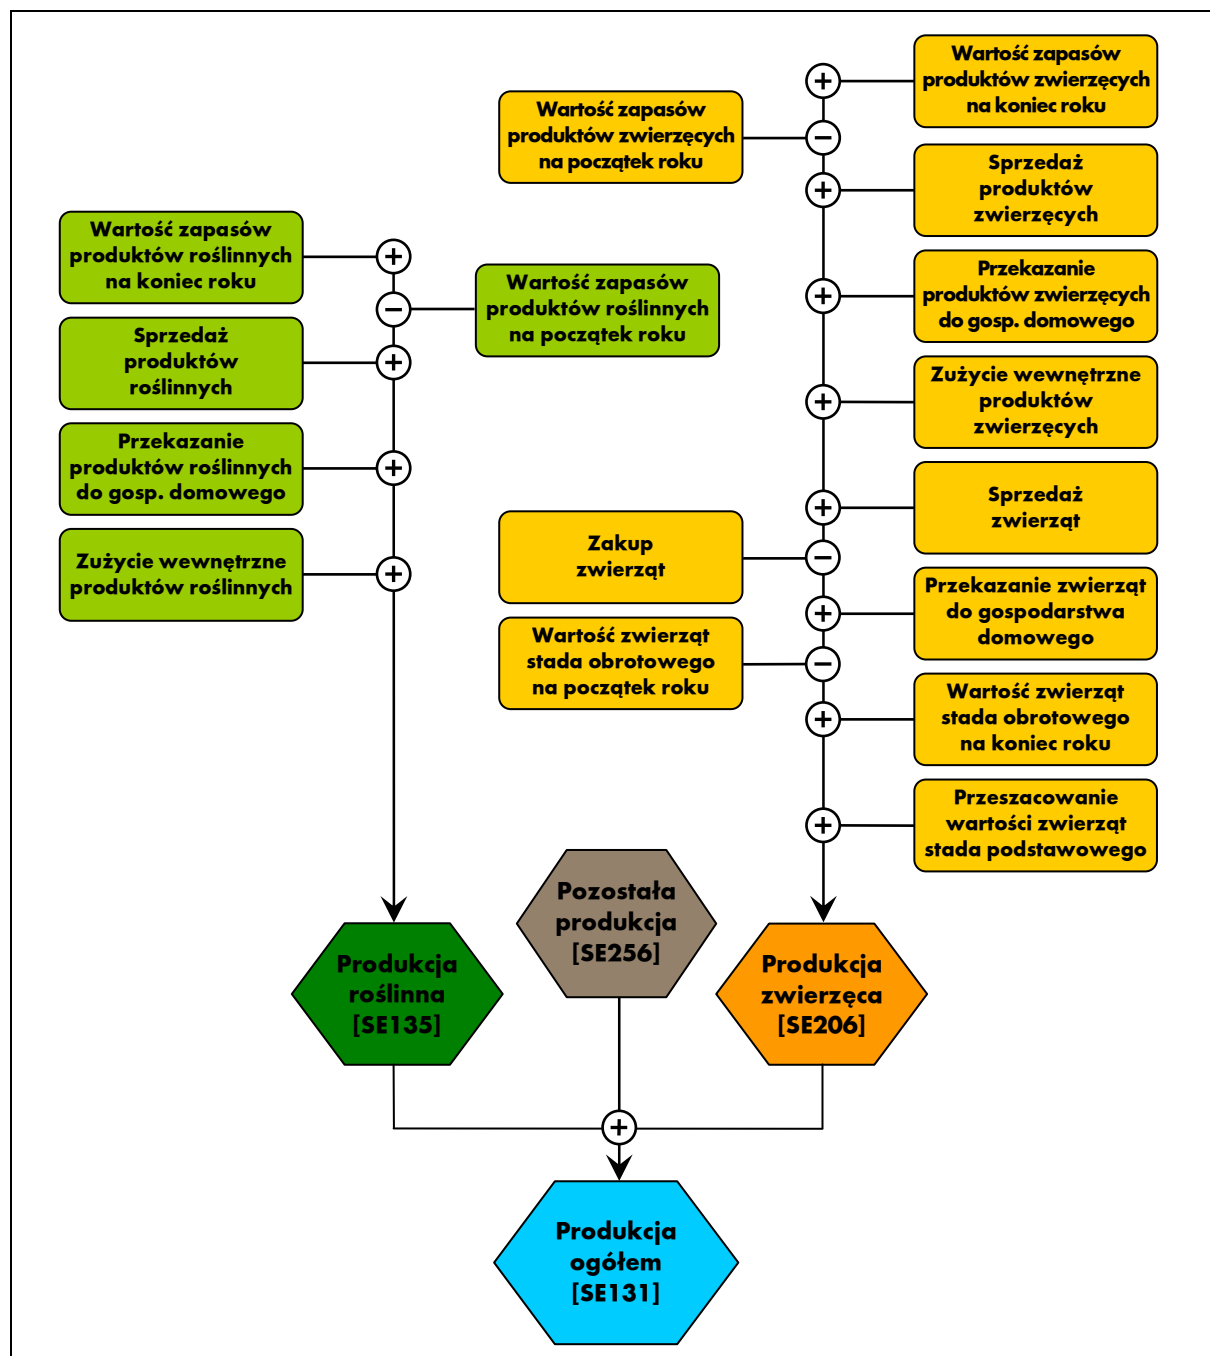 Wartość zapasów
produktów zwierzęcych
na koniec roku
Wartość zapasów
produktów zwierzęcych
na początek roku
Sprzedaż
produktów
zwierzęcych
Wartość zapasów
produktów roślinnych
na koniec roku
Przekazanie
produktów zwierzęcych
do gosp. domowego
Wartość zapasów
produktów roślinnych
na początek roku
Sprzedaż
produktów
roślinnych
Zużycie wewnętrzne
produktów
zwierzęcych
Przekazanie
produktów roślinnych
do gosp. domowego
Sprzedaż
zwierząt
Zużycie wewnętrzne
produktów roślinnych
Zakup
zwierząt
Przekazanie zwierząt
do gospodarstwa
domowego
Wartość zwierząt
stada obrotowego
na początek roku
Wartość zwierząt
stada obrotowego
na koniec roku
Przeszacowanie
wartości zwierząt
stada podstawowego
Pozostała
produkcja
[SE256]
Produkcja
roślinna
[SE135]
Produkcja
zwierzęca
[SE206]
Produkcja
ogółem
[SE131]